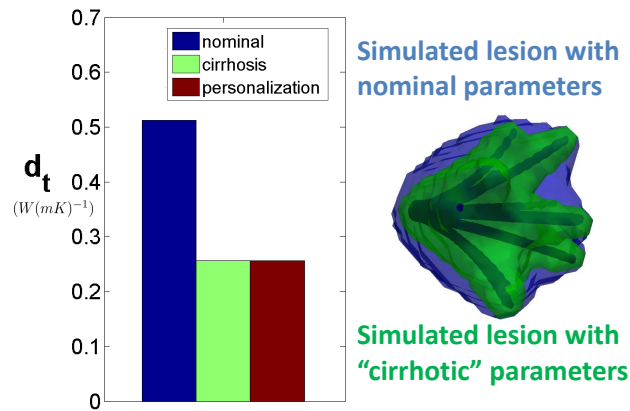 0.7
0.6
0.5
0.4
0.3
0.2
0.1
0
d_t
(W(mK)^{-1})
nominal
cirrhosis
personalization
Simulated lesion with
nominal parameters
Simulated lesion with
“cirrhotic” parameters